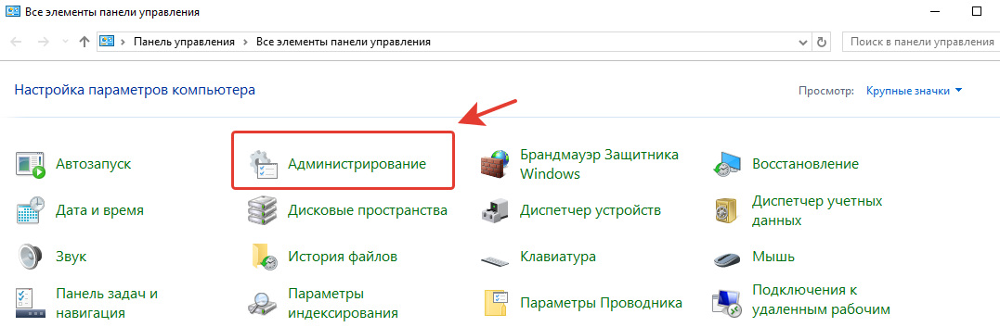 Все элементы панели управления
Панель управления > Все элементы панели управления
Поиск в панели управления
Настройка параметров компьютера
Просмотр: Крупные значки
Автозапуск
Администрирование
Брандмауэр Защитника
Windows
Восстановление
Дата и время
Дисковые пространства
Диспетчер устройств
Диспетчер учетных
данных
Звук
История файлов
Клавиатура
Мышь
Панель задач и
навигация
Параметры
индексирования
Параметры Проводника
Подключения к
удаленным рабочим